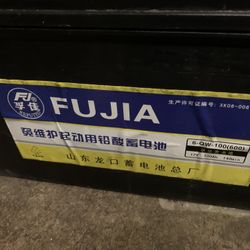 FJ
孚佳
FUJIA
生产许可证编号: XK06-006
免维护起动用铅酸蓄电池
6-QW-100(600)
山东龙口蓄电池总厂